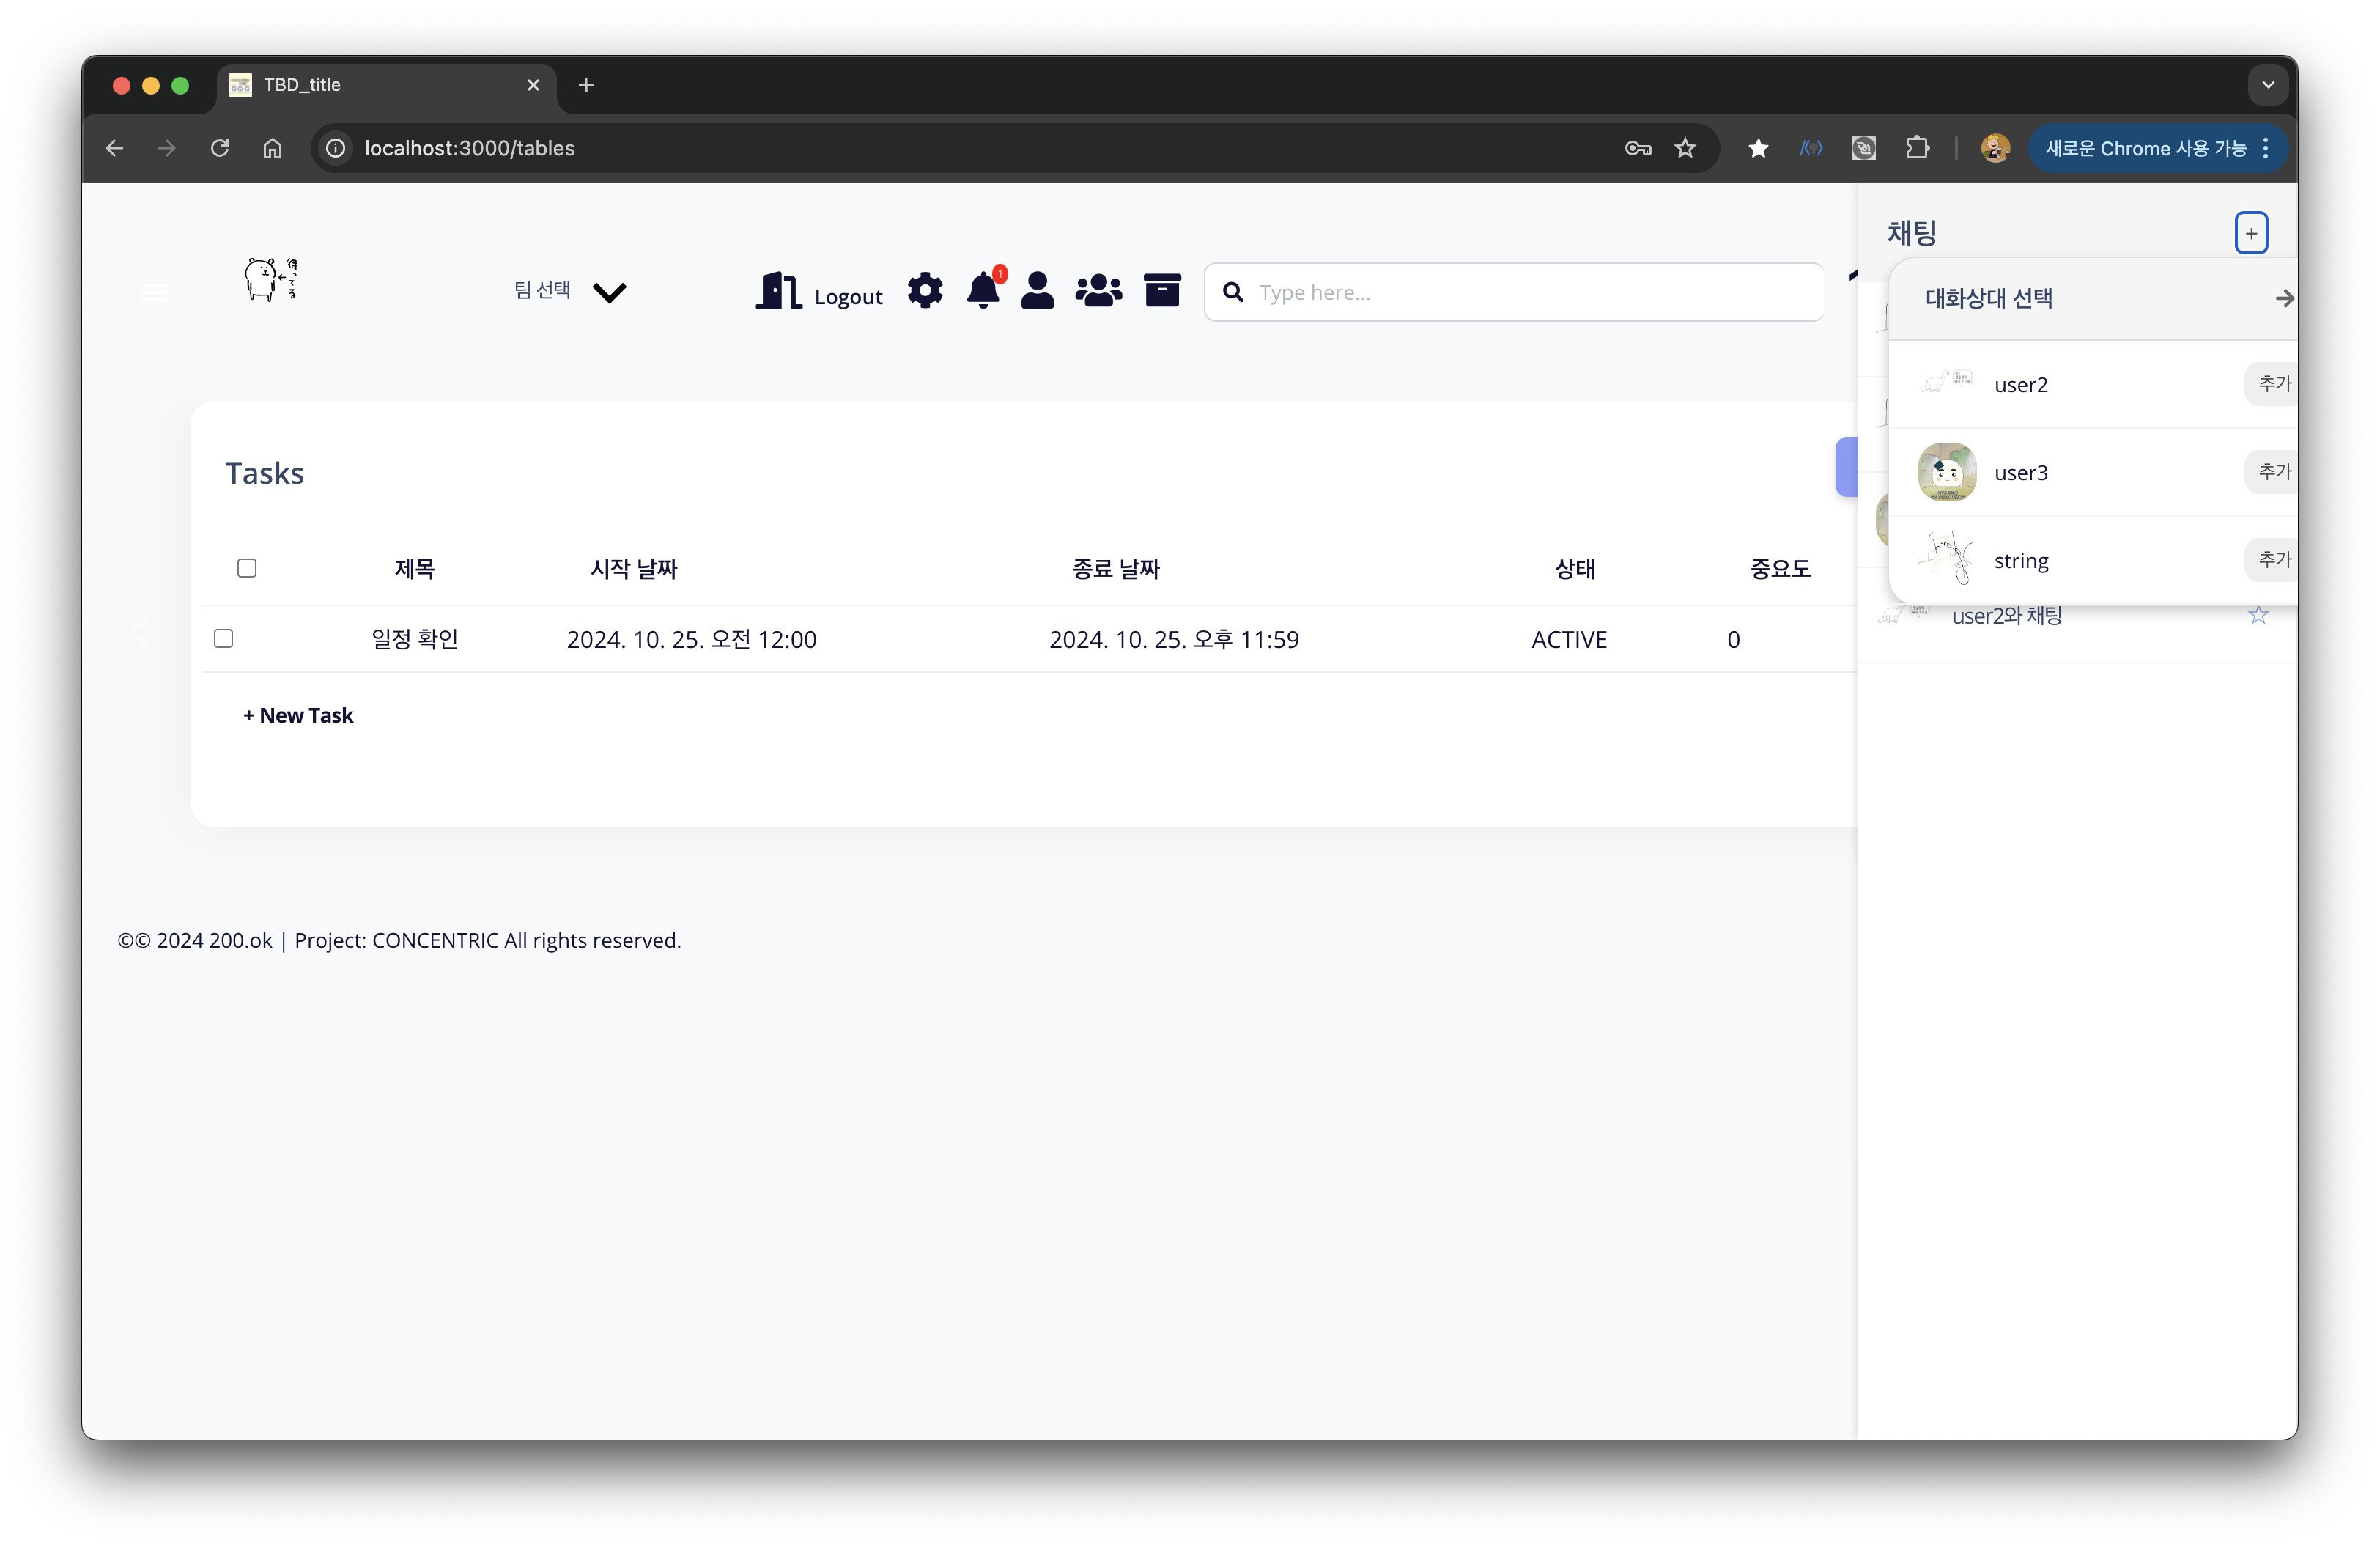 TBD_title
localhost:3000/tables
새로운 Chrome 사용 가능
待ってる
팀 선택
Logout
1
Type here...
채팅
+
대화상대 선택
user2
추가
user3
추가
string
추가
user2와 채팅
Tasks
제목 시작 날짜 종료 날짜 상태 중요도
일정 확인 2024. 10. 25. 오전 12:00 2024. 10. 25. 오후 11:59 ACTIVE 0
+ New Task
©© 2024 200.ok | Project: CONCENTRIC All rights reserved.